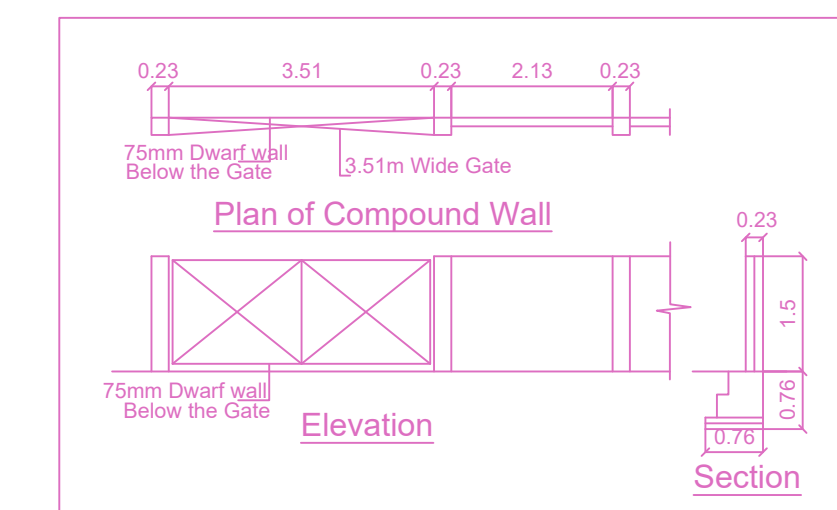 0.23 3.51 0.23 2.13 0.23
75mm Dwarf wall
Below the Gate
3.51m Wide Gate
Plan of Compound Wall
0.23
1.5
75mm Dwarf wall
Below the Gate
0.76
0.76
Elevation
Section